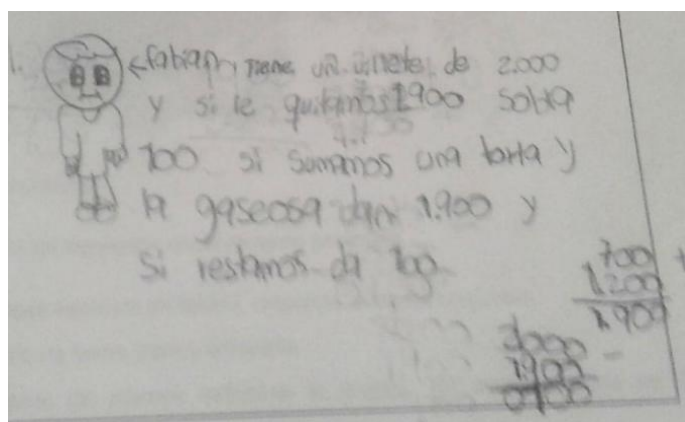 1.
fabian, tiene un villete de 2.000
y si le quitamos 1900 sobra
100 si sumamos una torta y
la gaseosa dan 1.900 y
si restamos da 100
700
1.200
1.900
2000
1.900 -
0100